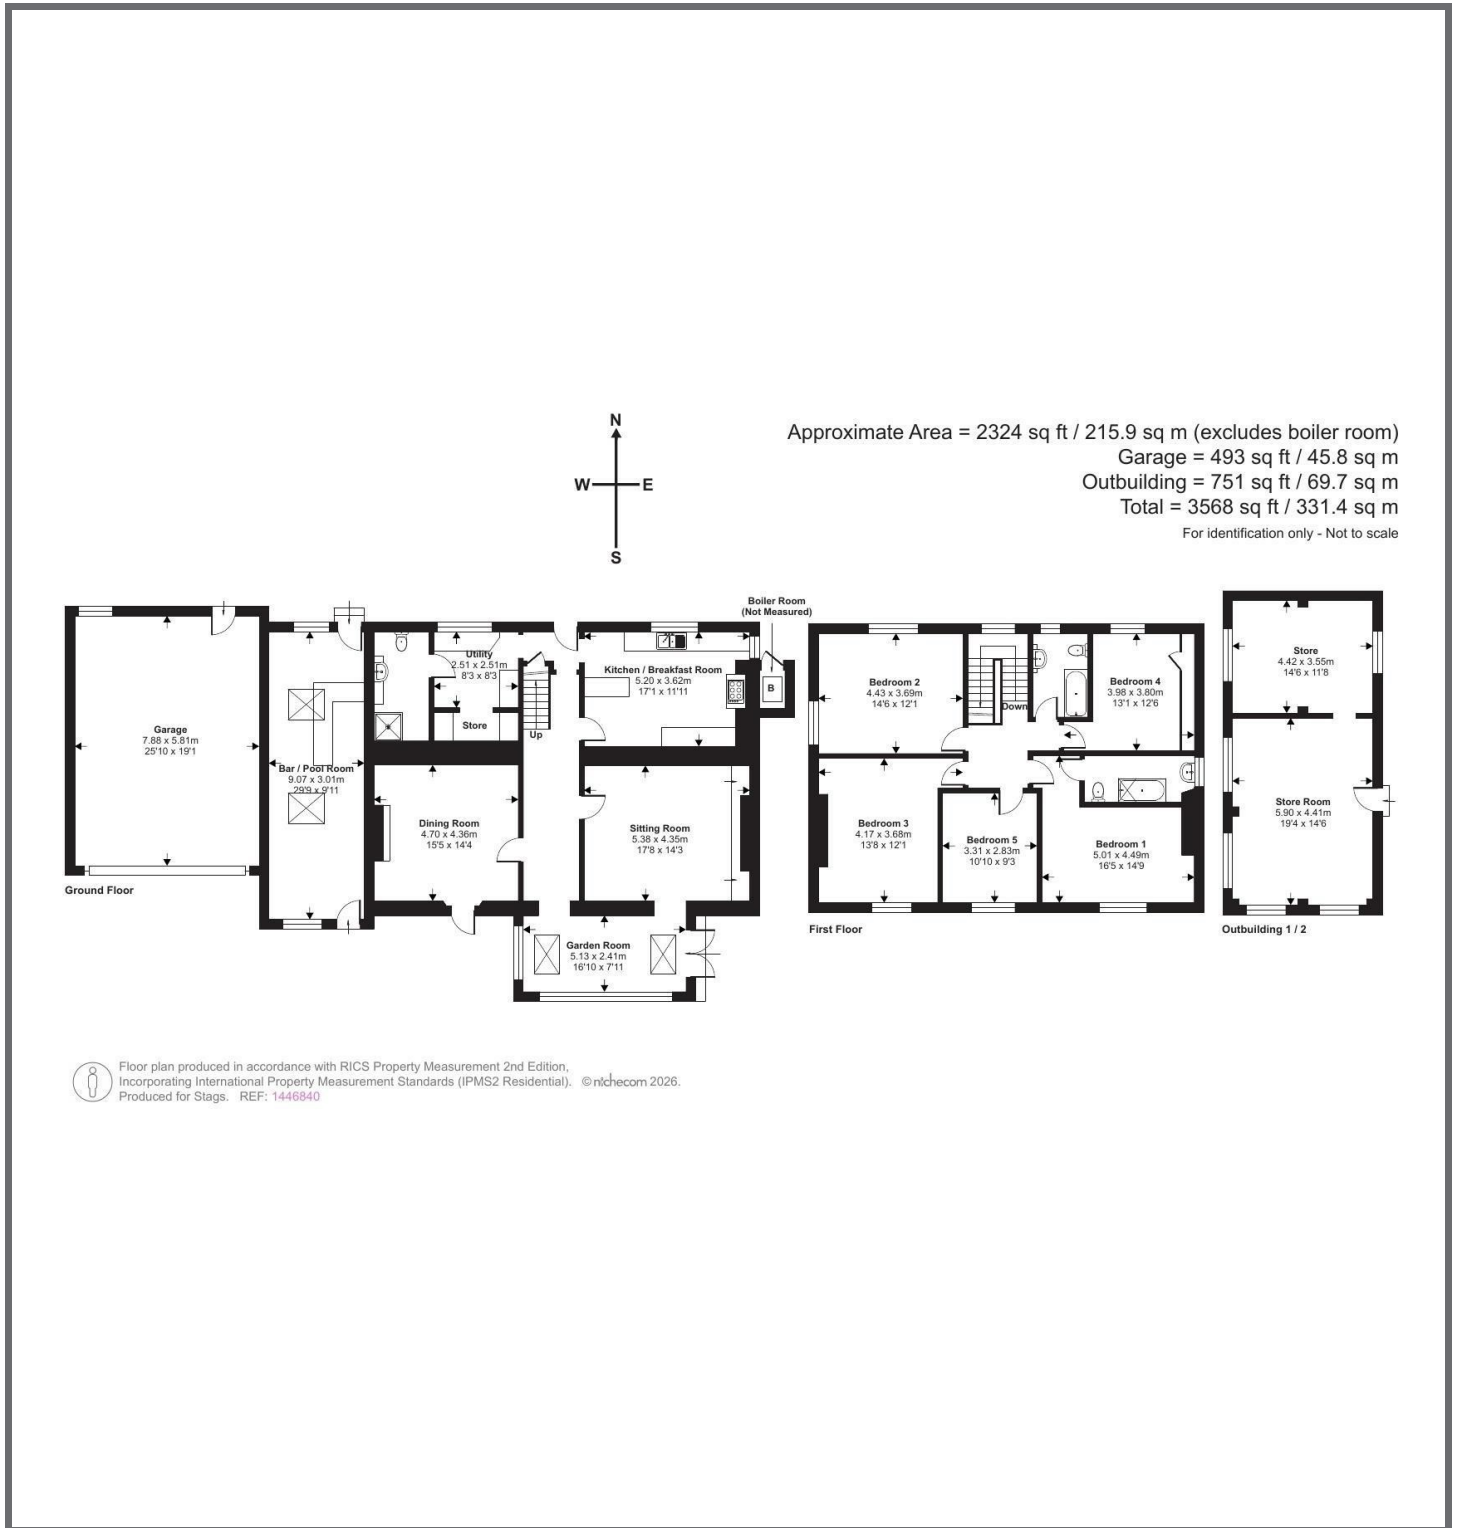 N
W E
S
Approximate Area = 2324 sq ft / 215.9 sq m (excludes boiler room)
Garage = 493 sq ft / 45.8 sq m
Outbuilding = 751 sq ft / 69.7 sq m
Total = 3568 sq ft / 331.4 sq m
For identification only - Not to scale
Garage
7.88 x 5.81m
25'10 x 19'1
Ground Floor
Bar / Pool Room
9.07 x 3.01m
29'9 x 9'11
Utility
2.51 x 2.51m
8'3 x 8'3
Store
Up
Kitchen / Breakfast Room
5.20 x 3.62m
17'1 x 11'11
Boiler Room
(Not Measured)
B
Dining Room
4.70 x 4.36m
15'5 x 14'4
Sitting Room
5.38 x 4.35m
17'8 x 14'3
Garden Room
5.13 x 2.41m
16'10 x 7'11
Bedroom 2
4.43 x 3.69m
14'6 x 12'1
Down
Bedroom 4
3.98 x 3.80m
13'1 x 12'6
Bedroom 3
4.17 x 3.68m
13'8 x 12'1
Bedroom 5
3.31 x 2.83m
10'10 x 9'3
Bedroom 1
5.01 x 4.49m
16'5 x 14'9
First Floor
Store
4.42 x 3.55m
14'6 x 11'8
Store Room
5.90 x 4.41m
19'4 x 14'6
Outbuilding 1 / 2
Floor plan produced in accordance with RICS Property Measurement 2nd Edition,
Incorporating International Property Measurement Standards (IPMS2 Residential). © nichecom 2026.
Produced for Stags. REF: 1446840